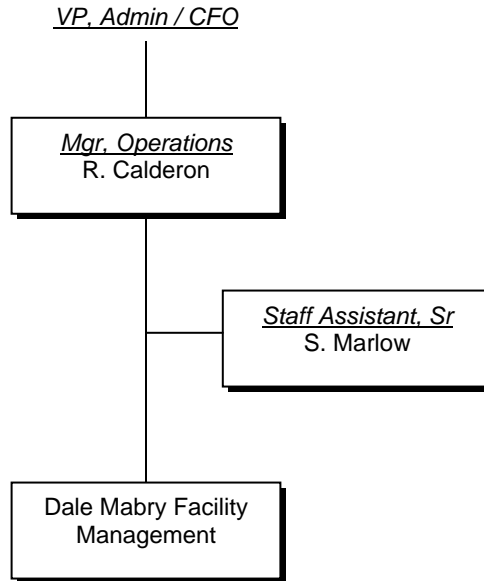 VP, Admin / CFO
Mgr, Operations
R. Calderon
Staff Assistant, Sr
S. Marlow
Dale Mabry Facility
Management